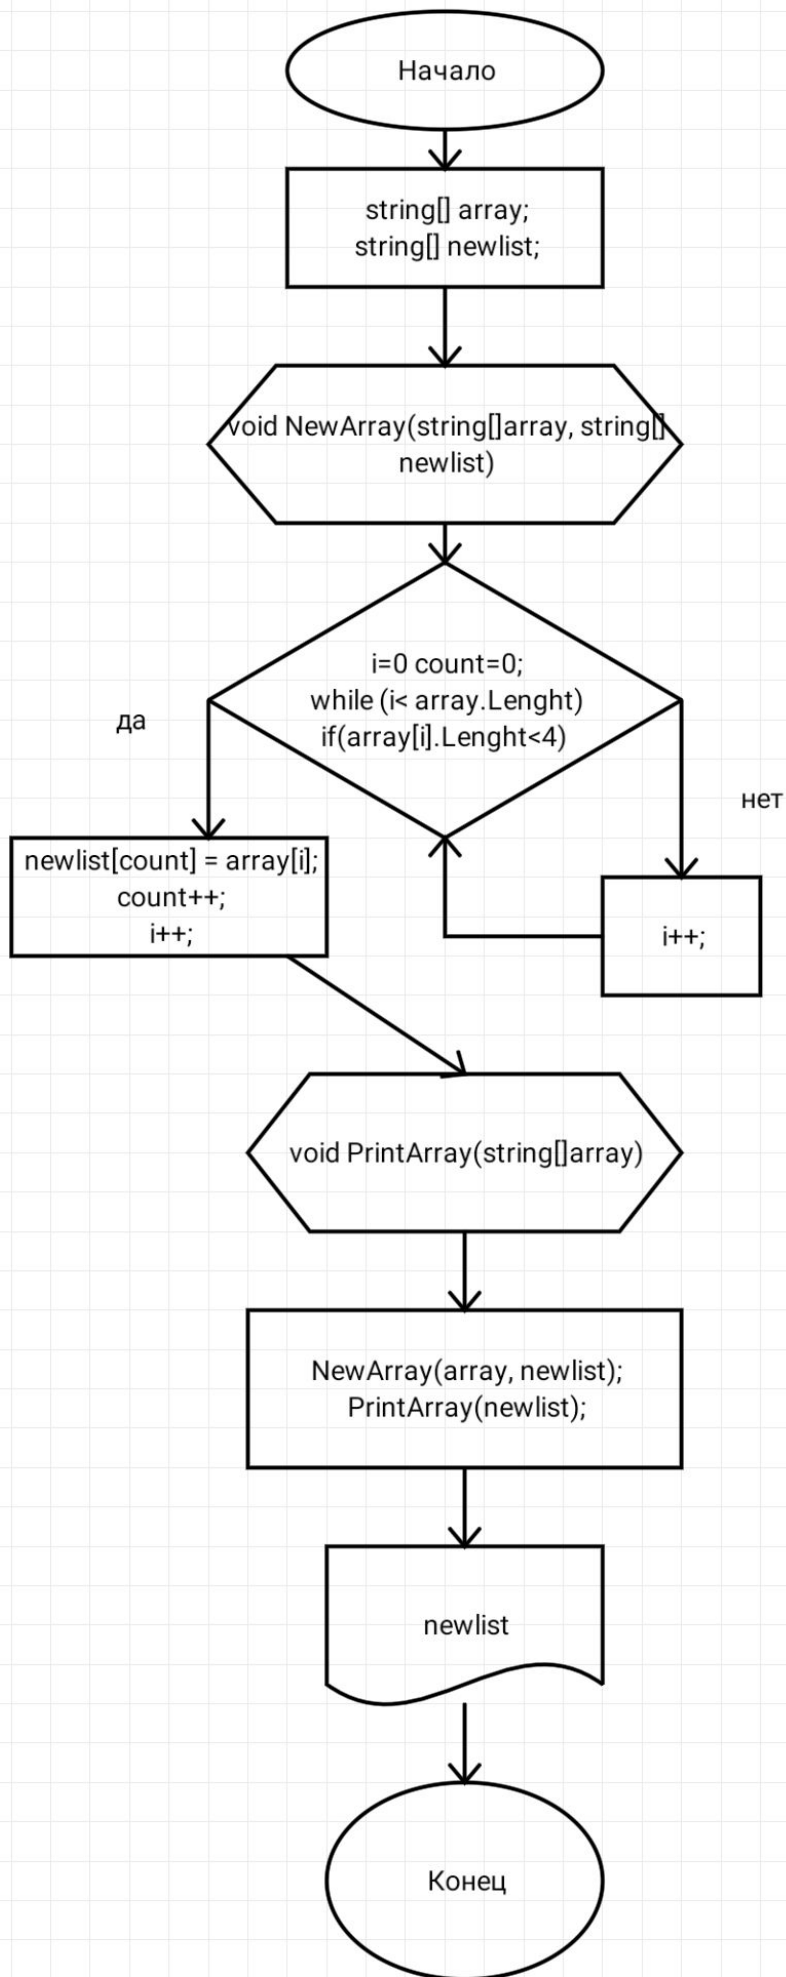 Начало
string[] array;
string[] newlist;
void NewArray(string[]array, string[]
newlist)
i=0 count=0;
while (i< array.Lenght)
if(array[i].Lenght<4)
да
нет
newlist[count] = array[i];
count++;
i++;
i++;
void PrintArray(string[]array)
NewArray(array, newlist);
PrintArray(newlist);
newlist
Конец